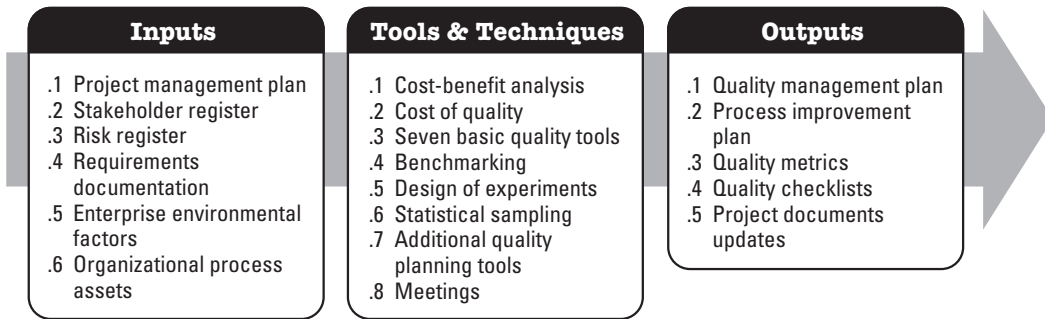 Inputs
.1 Project management plan
.2 Stakeholder register
.3 Risk register
.4 Requirements
documentation
.5 Enterprise environmental
factors
.6 Organizational process
assets
Tools & Techniques
.1 Cost-benefit analysis
.2 Cost of quality
.3 Seven basic quality tools
.4 Benchmarking
.5 Design of experiments
.6 Statistical sampling
.7 Additional quality
planning tools
.8 Meetings
Outputs
.1 Quality management plan
.2 Process improvement
plan
.3 Quality metrics
.4 Quality checklists
.5 Project documents
updates